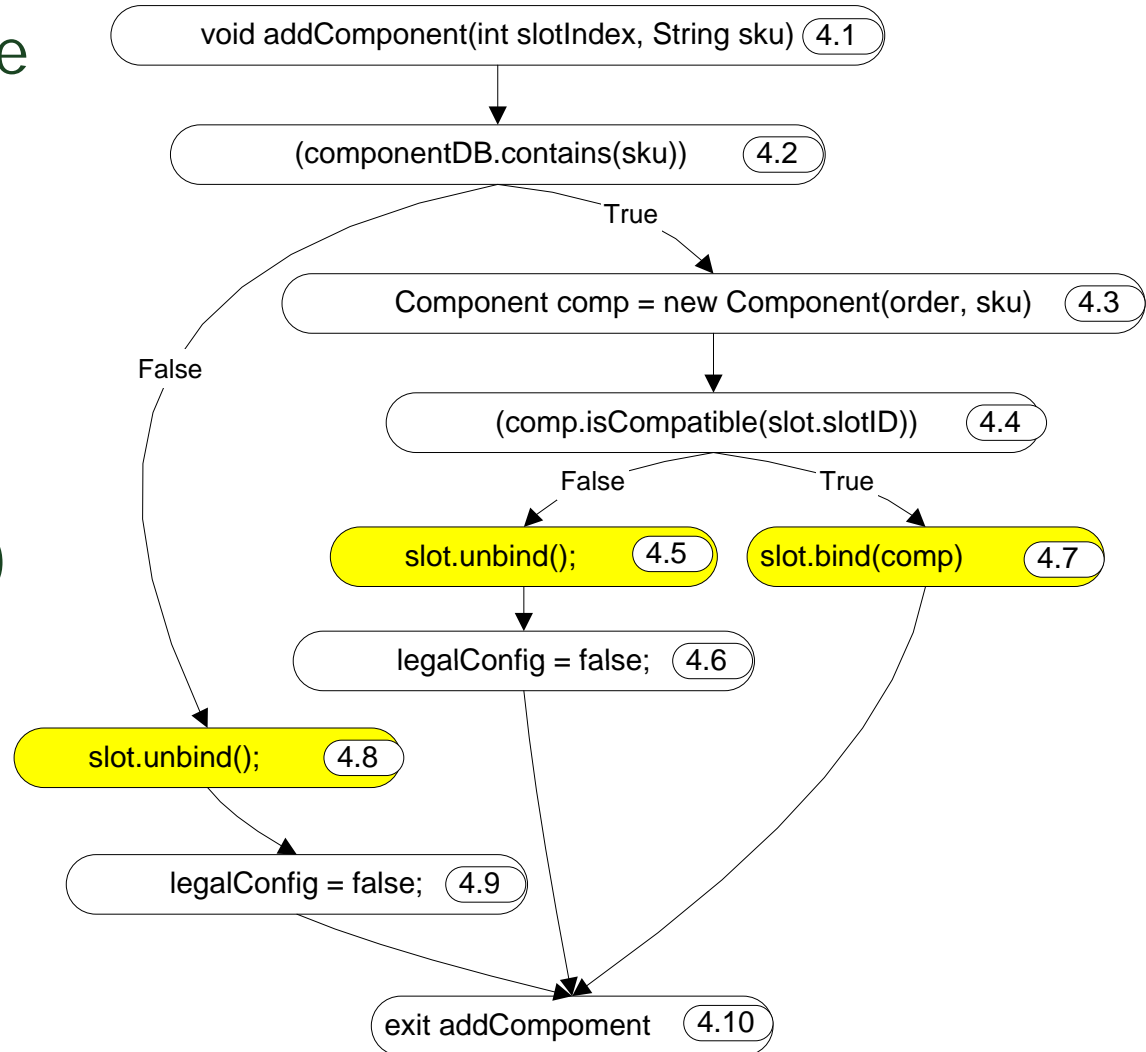 e
void addComponent(int slotIndex, String sku) 4.1
(componentDB.contains(sku)) 4.2
True
Component comp = new Component(order, sku) 4.3
False
(comp.isCompatible(slot.slotID)) 4.4
False
True
)
slot.unbind(); 4.5
slot.bind(comp) 4.7
legalConfig = false; 4.6
slot.unbind(); 4.8
legalConfig = false; 4.9
exit addCompoment 4.10